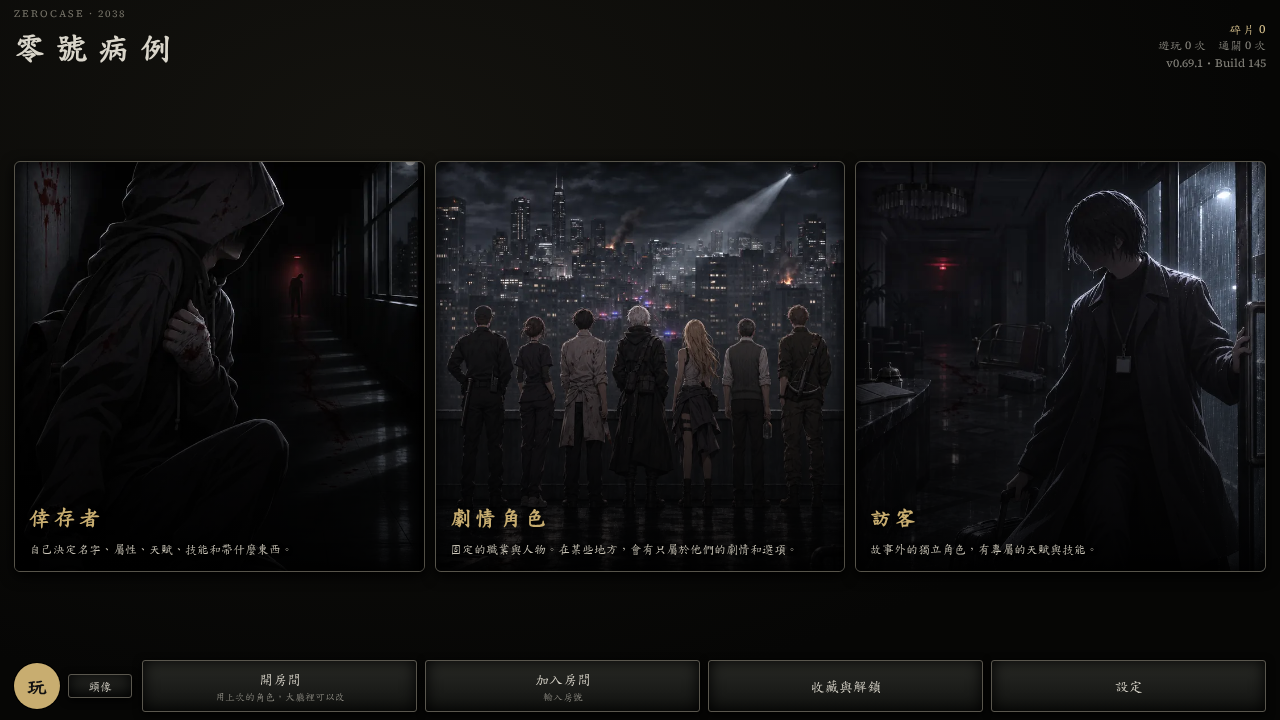 ZEROCASE · 2038
零號病例
碎片 0
遊玩 0 次 通關 0 次
v0.69.1 · Build 145
倖存者
自己決定名字、屬性、天賦、技能和帶什麼東西。
劇情角色
固定的職業與人物。在某些地方，會有只屬於他們的劇情和選項。
訪客
故事外的獨立角色，有專屬的天賦與技能。
玩
頭像
開房間
用上次的角色，大廳裡可以改
加入房間
輸入房號
收藏與解鎖
設定